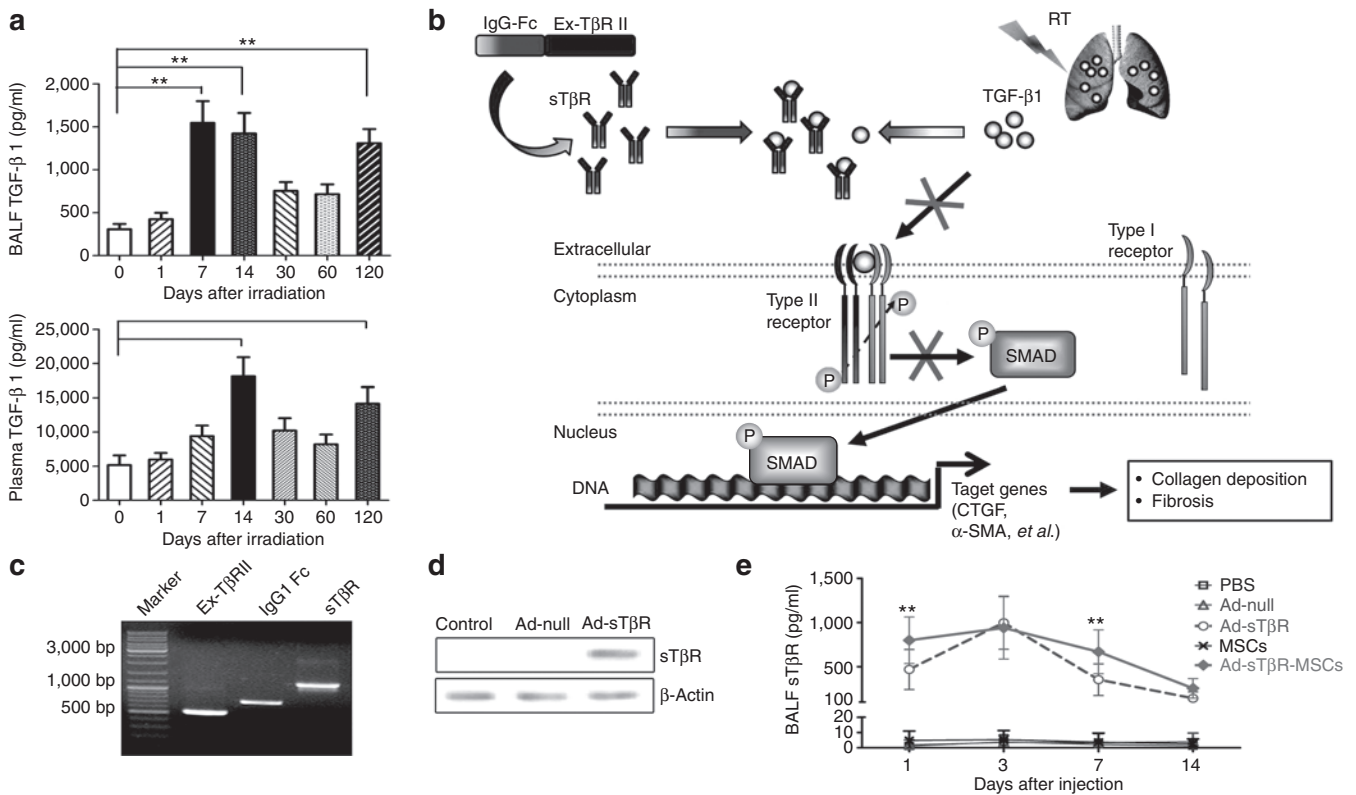 a
** 
**
**
2,000
1,500
1,000
500
0
BALF TGF-β 1 (pg/ml)
0 1 7 14 30 60 120
Days after irradiation
25,000
20,000
15,000
10,000
5,000
0
Plasma TGF-β 1 (pg/ml)
0 1 7 14 30 60 120
Days after irradiation
b
IgG-Fc Ex-TβR II
RT
sTβR
TGF-β1
Extracellular
Type I
receptor
Cytoplasm
Type II
receptor
P
P
P
SMAD
Nucleus
P
SMAD
DNA
Taget genes
(CTGF,
α-SMA, et al.)
• Collagen deposition
• Fibrosis
c
Marker Ex-TβRII IgG1 Fc sTβR
3,000 bp
1,000 bp
500 bp
d
Control Ad-null Ad-sTβR
sTβR
β-Actin
e
1,500
1,000
500
100
20
10
0
BALF sTβR (pg/ml)
**
**
PBS
Ad-null
Ad-sTβR
MSCs
Ad-sTβR-MSCs
1 3 7 14
Days after injection